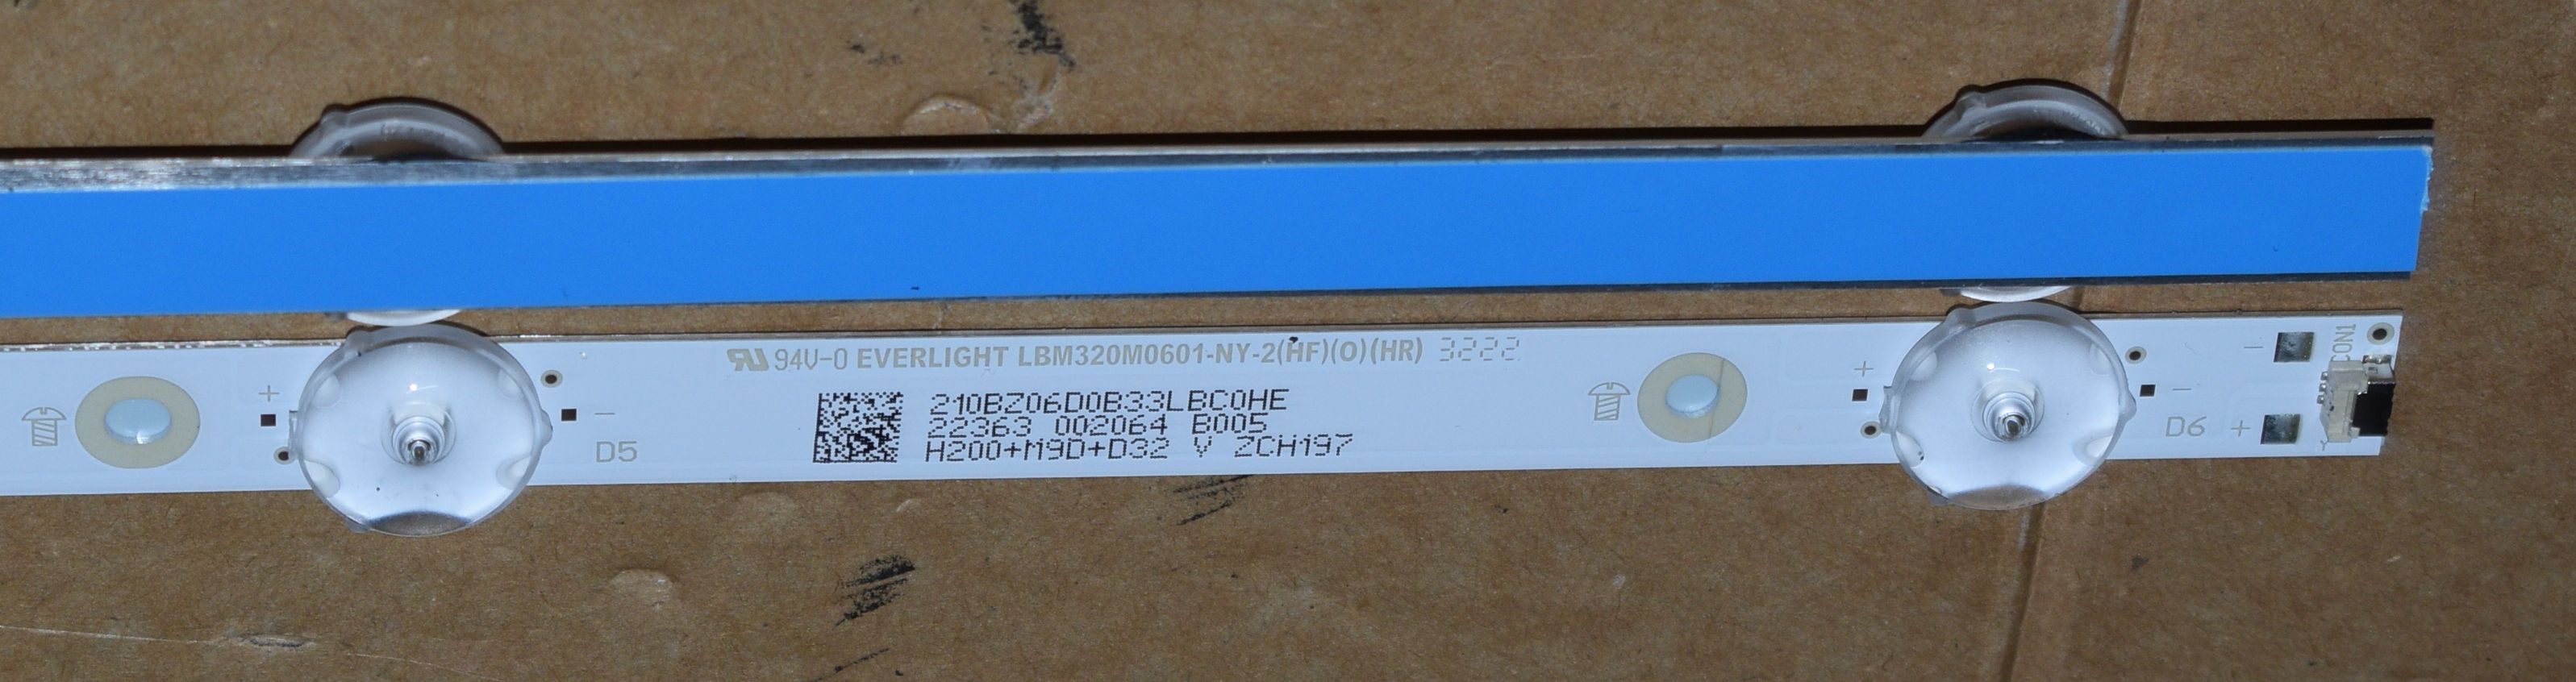 94V-0 EVERLIGHT LBM320M0601-NY-2(HF)(O)(HR) 3222
210BZ06D0B33LBC0HE
22363 002064 B005
H200+M9D+D32 V ZCH197
+ -
D5
+ -
D6
-
+
CON1